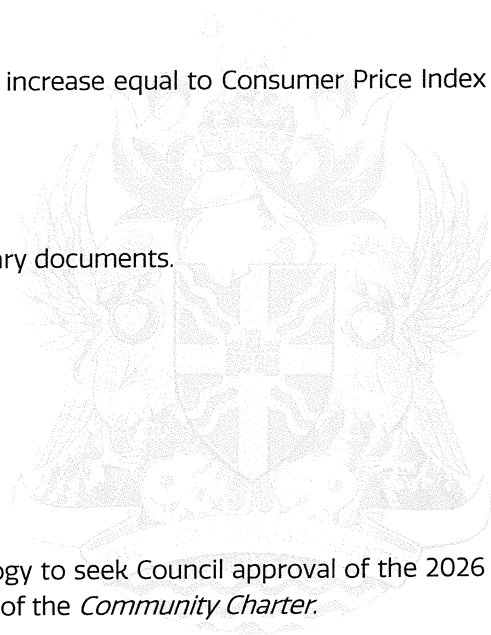 increase equal to Consumer Price Index
ary documents.
ogy to seek Council approval of the 2026
of the Community Charter.